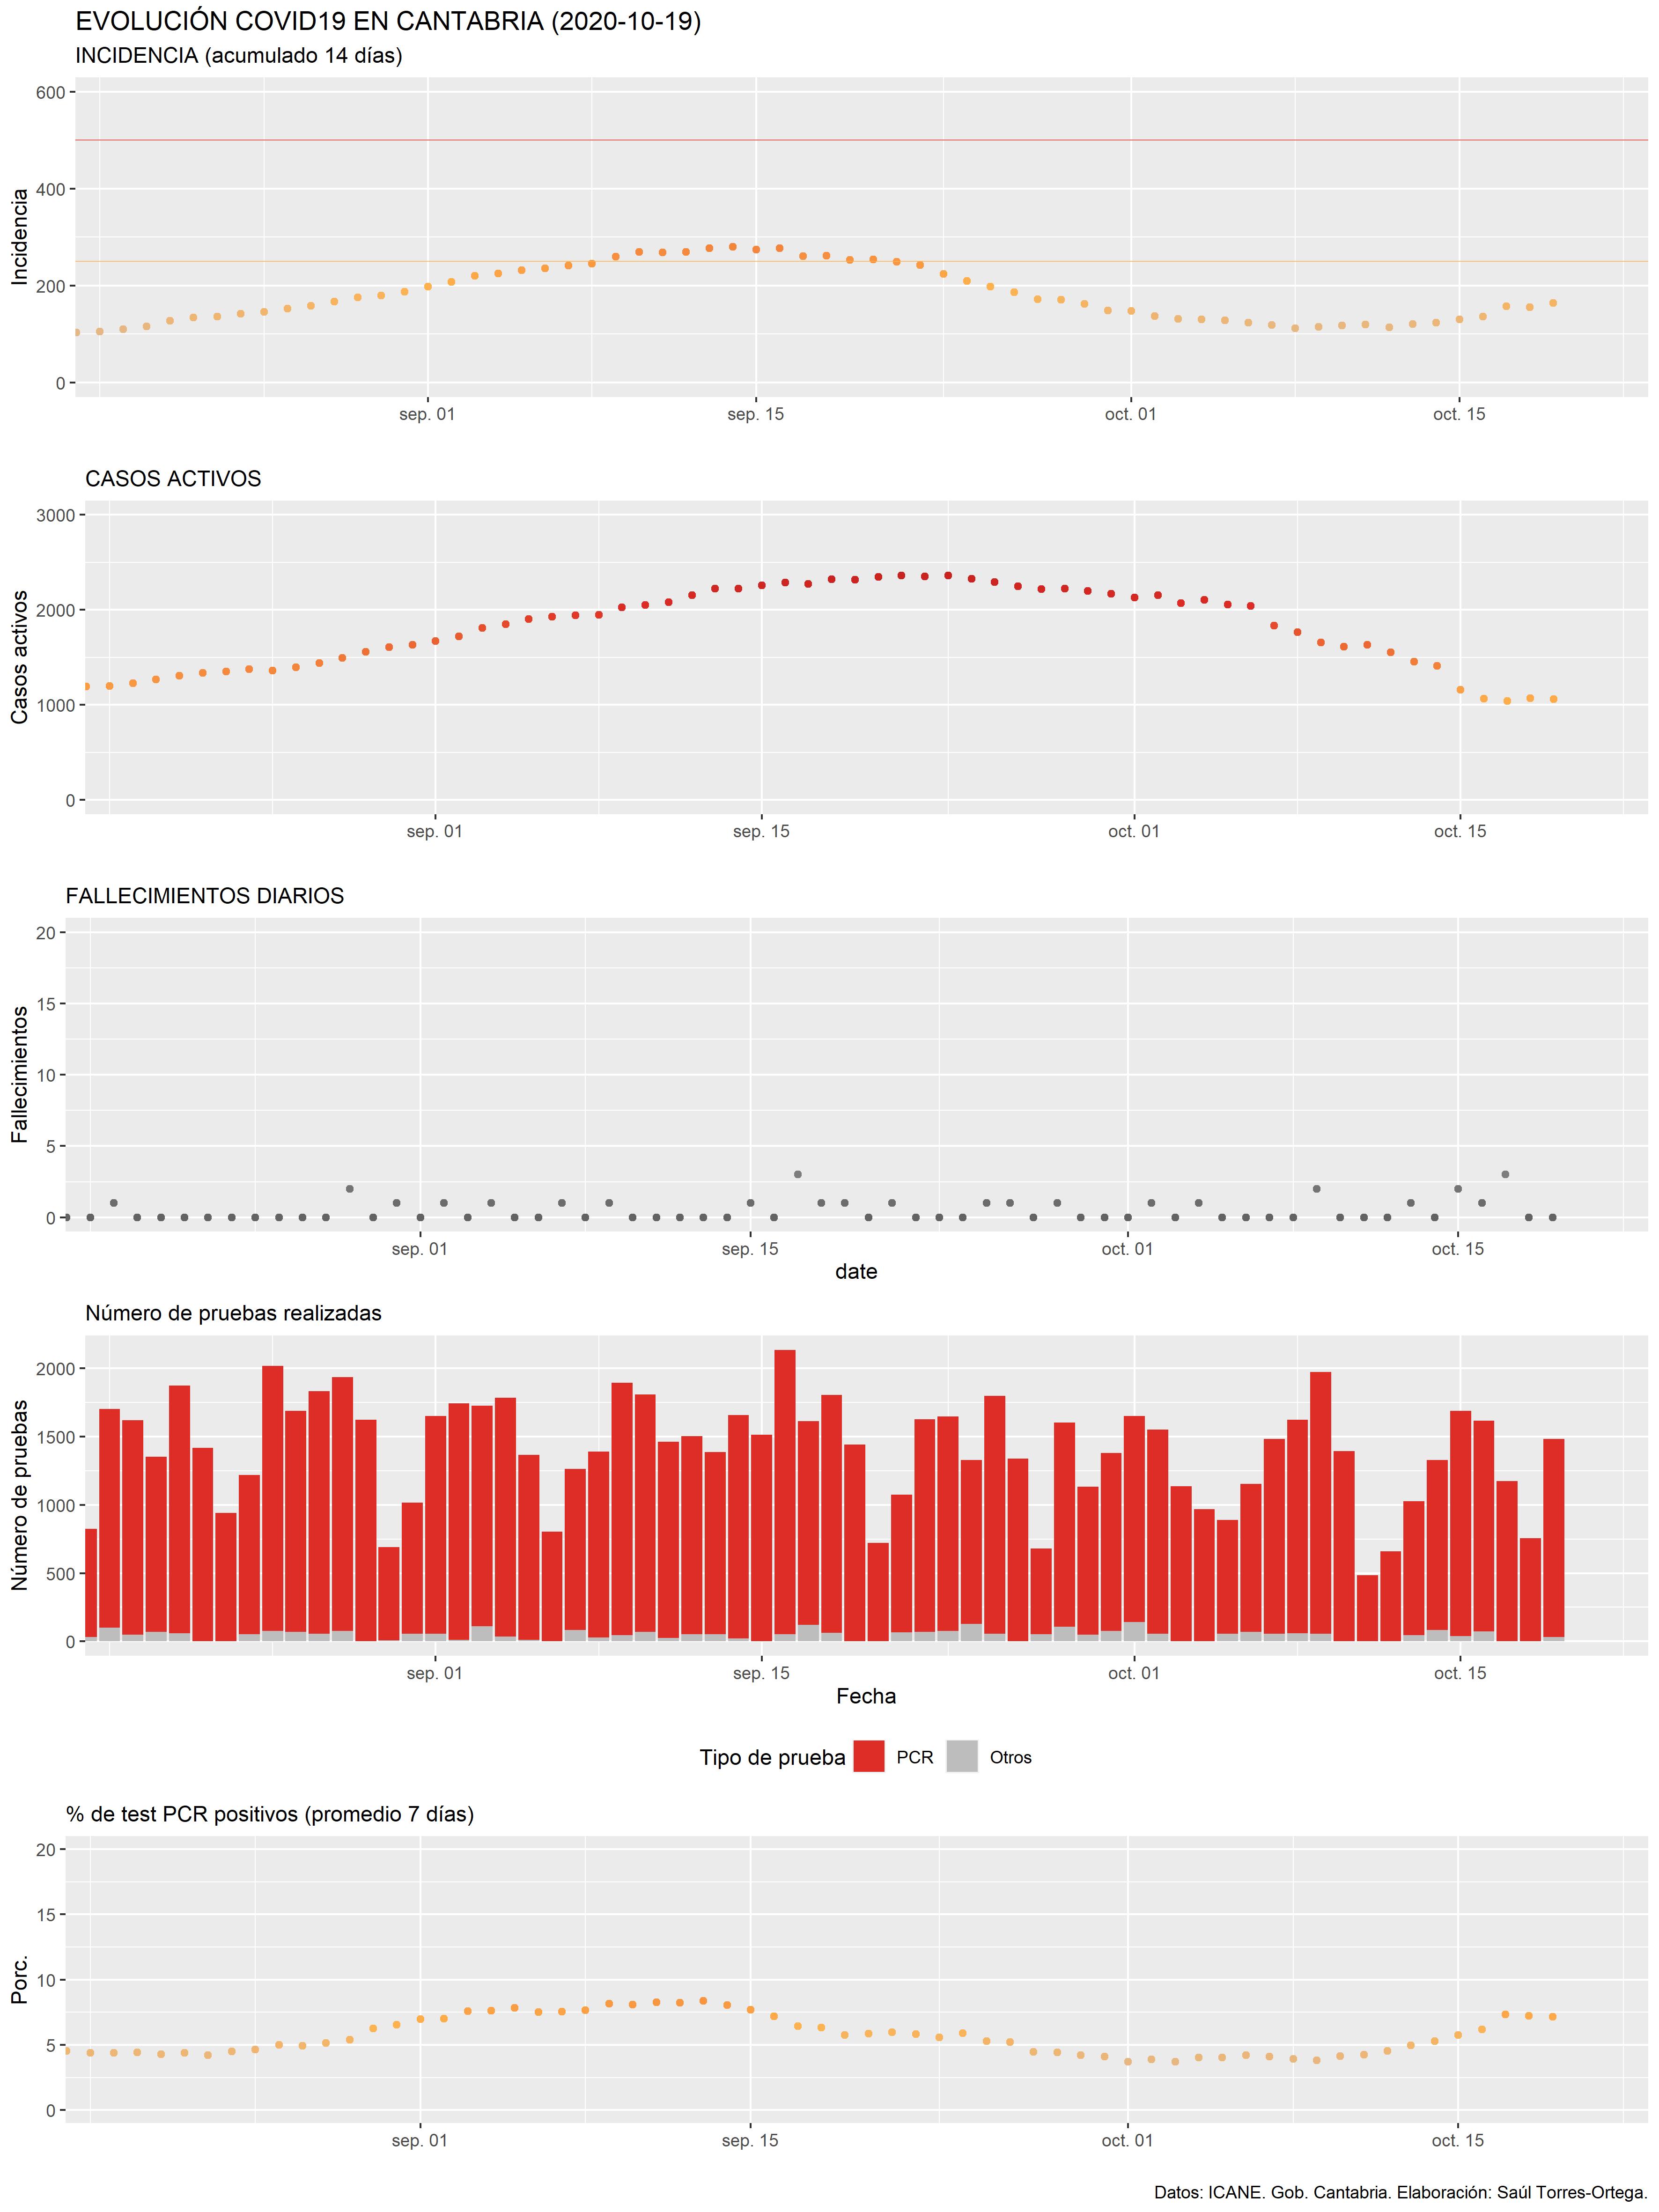 EVOLUCIÓN COVID19 EN CANTABRIA (2020-10-19)
INCIDENCIA (acumulado 14 días)
Incidencia
600
400
200
0
sep. 01 sep. 15 oct. 01 oct. 15
CASOS ACTIVOS
Casos activos
3000
2000
1000
0
sep. 01 sep. 15 oct. 01 oct. 15
FALLECIMIENTOS DIARIOS
Fallecimientos
20
15
10
5
0
sep. 01 sep. 15 oct. 01 oct. 15
date
Número de pruebas realizadas
Número de pruebas
2000
1500
1000
500
0
sep. 01 sep. 15 oct. 01 oct. 15
Fecha
Tipo de prueba PCR Otros
% de test PCR positivos (promedio 7 días)
Porc.
20
15
10
5
0
sep. 01 sep. 15 oct. 01 oct. 15
Datos: ICANE. Gob. Cantabria. Elaboración: Saúl Torres-Ortega.